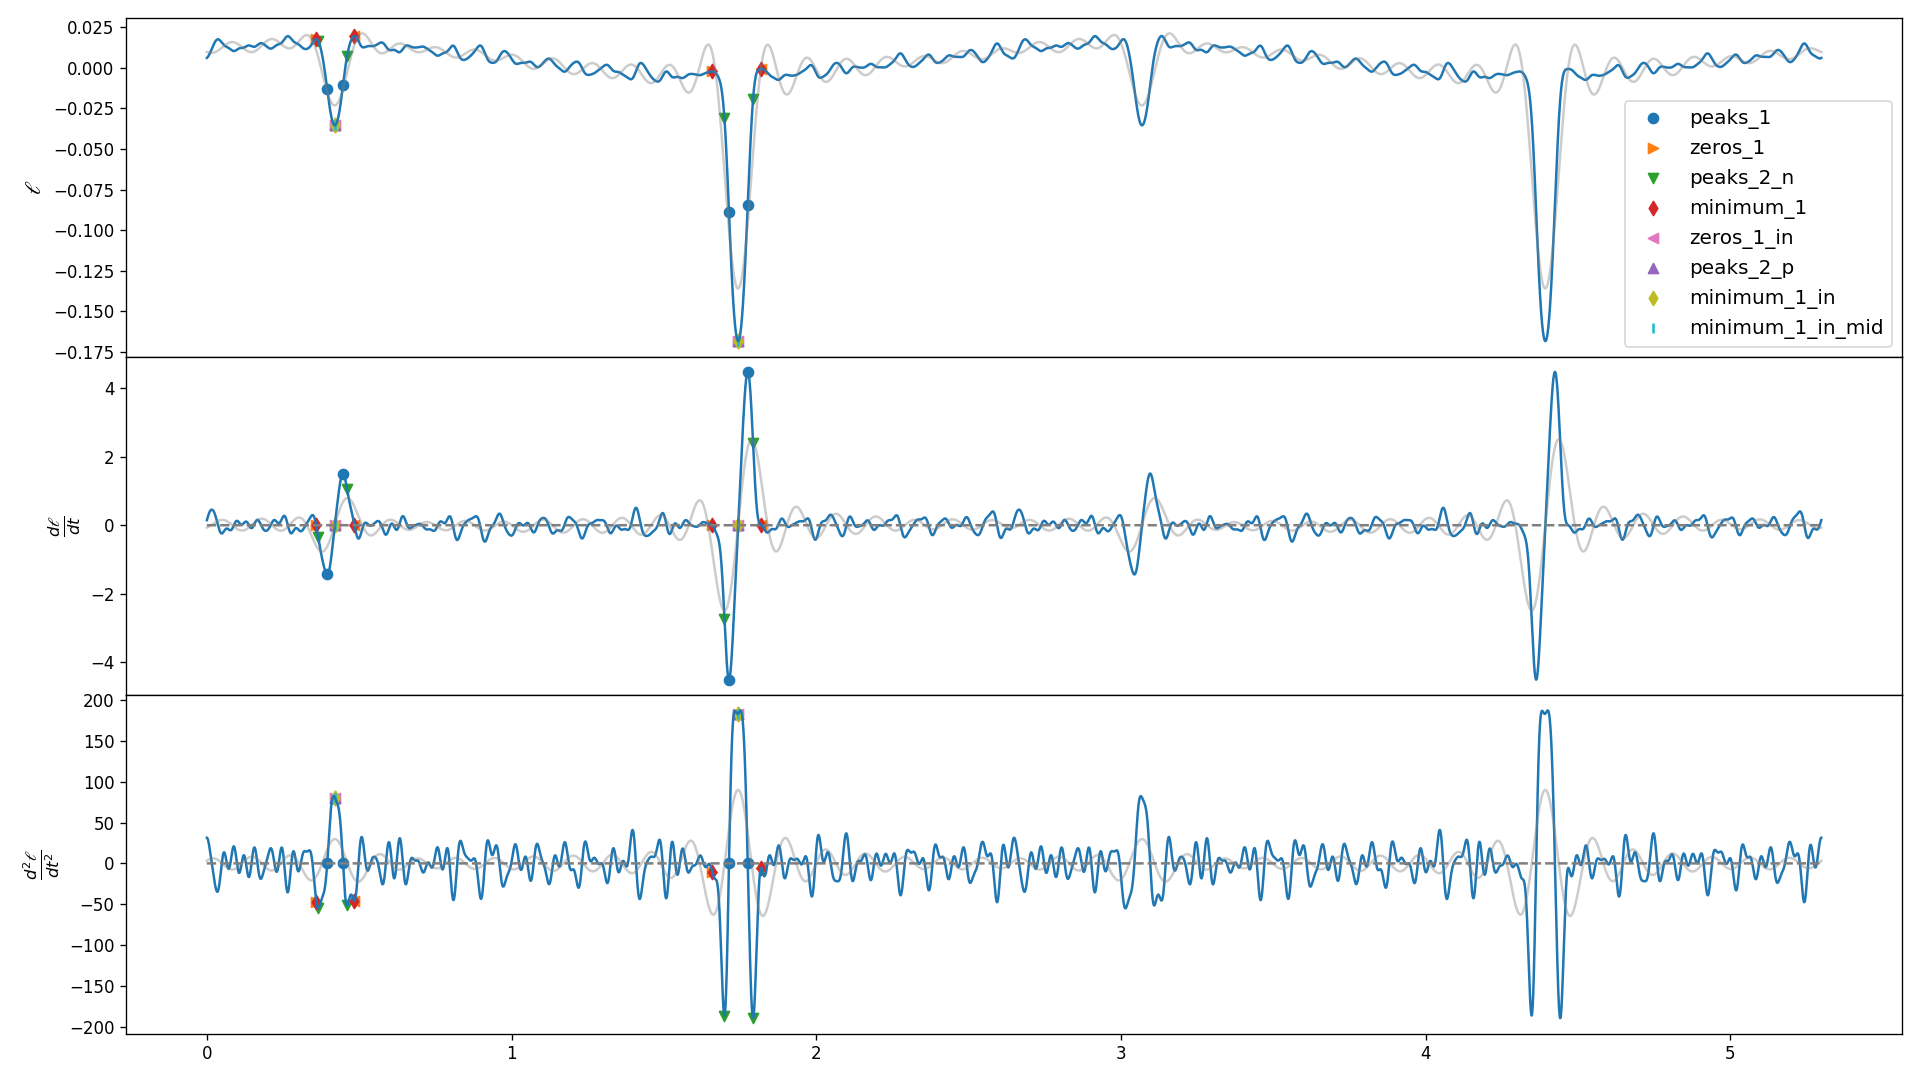 0.025
0.000
−0.025
−0.050
−0.075
−0.100
−0.125
−0.150
−0.175
ℓ
peaks_1
zeros_1
peaks_2_n
minimum_1
zeros_1_in
peaks_2_p
minimum_1_in
minimum_1_in_mid
4
2
0
−2
−4
dℓ
dt
200
150
100
50
0
−50
−100
−150
−200
d²ℓ
dt²
0 1 2 3 4 5